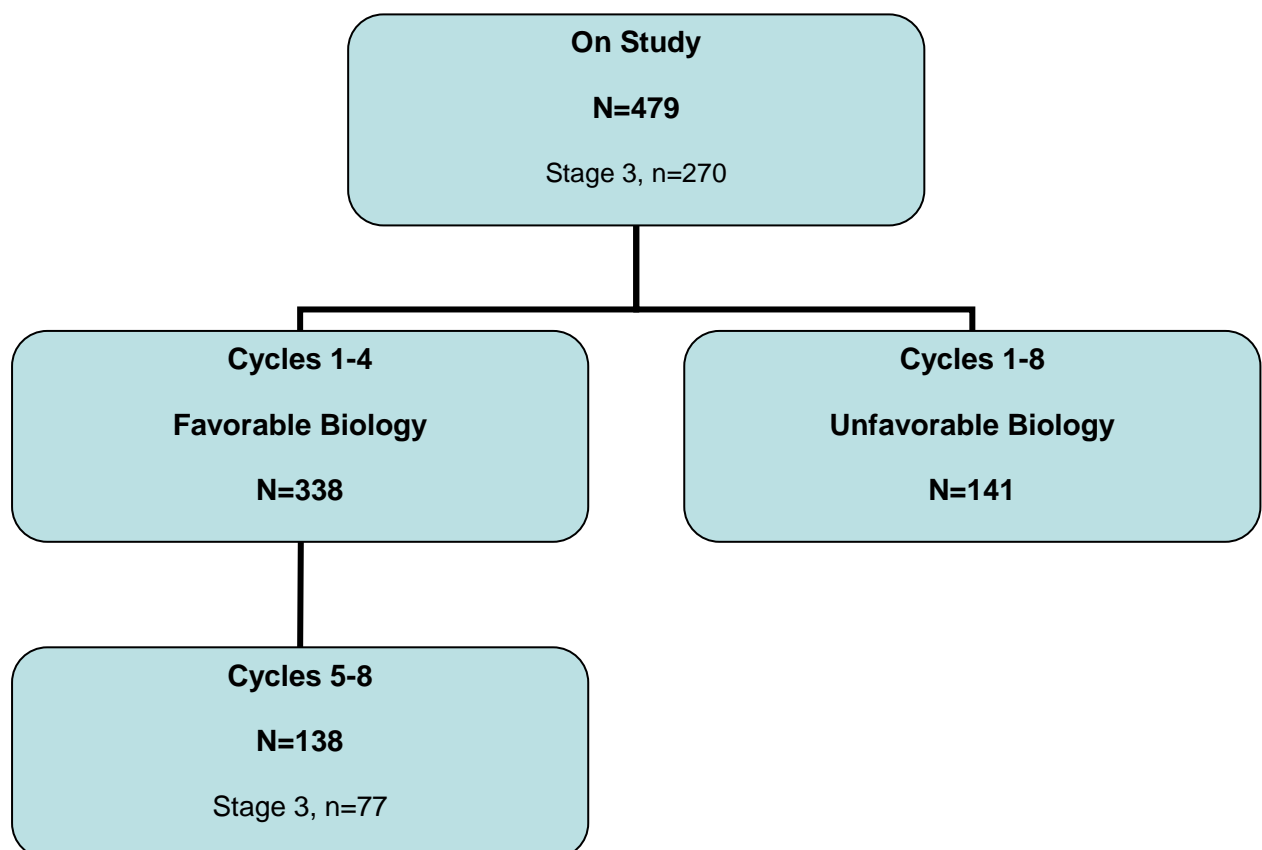 On Study
N=479
Stage 3, n=270
Cycles 1-4
Favorable Biology
N=338
Cycles 1-8
Unfavorable Biology
N=141
Cycles 5-8
N=138
Stage 3, n=77